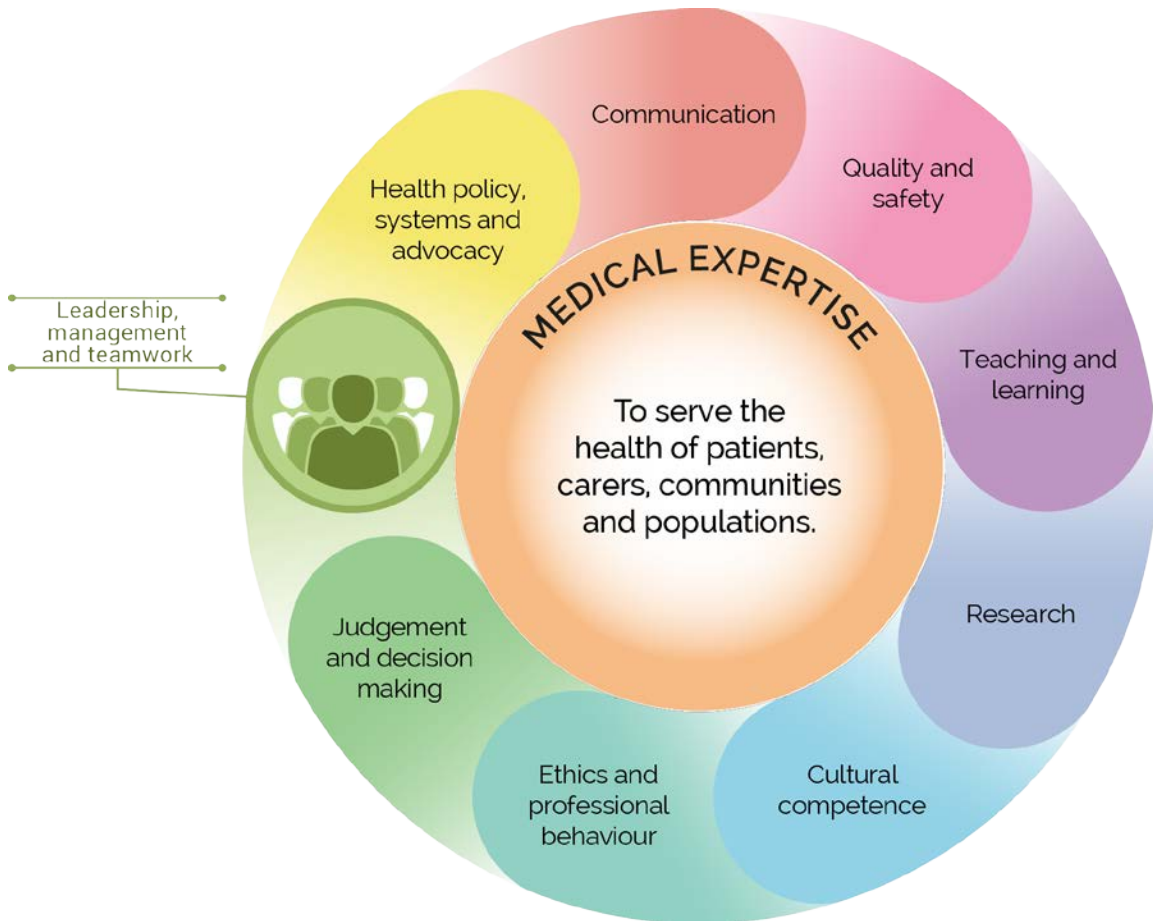 Communication
Quality and
safety
Teaching and
learning
Research
Cultural
competence
Ethics and
professional
behaviour
Judgement
and decision
making
Leadership,
management
and teamwork
Health policy,
systems and
advocacy
MEDICAL EXPERTISE
To serve the
health of patients,
carers, communities
and populations.